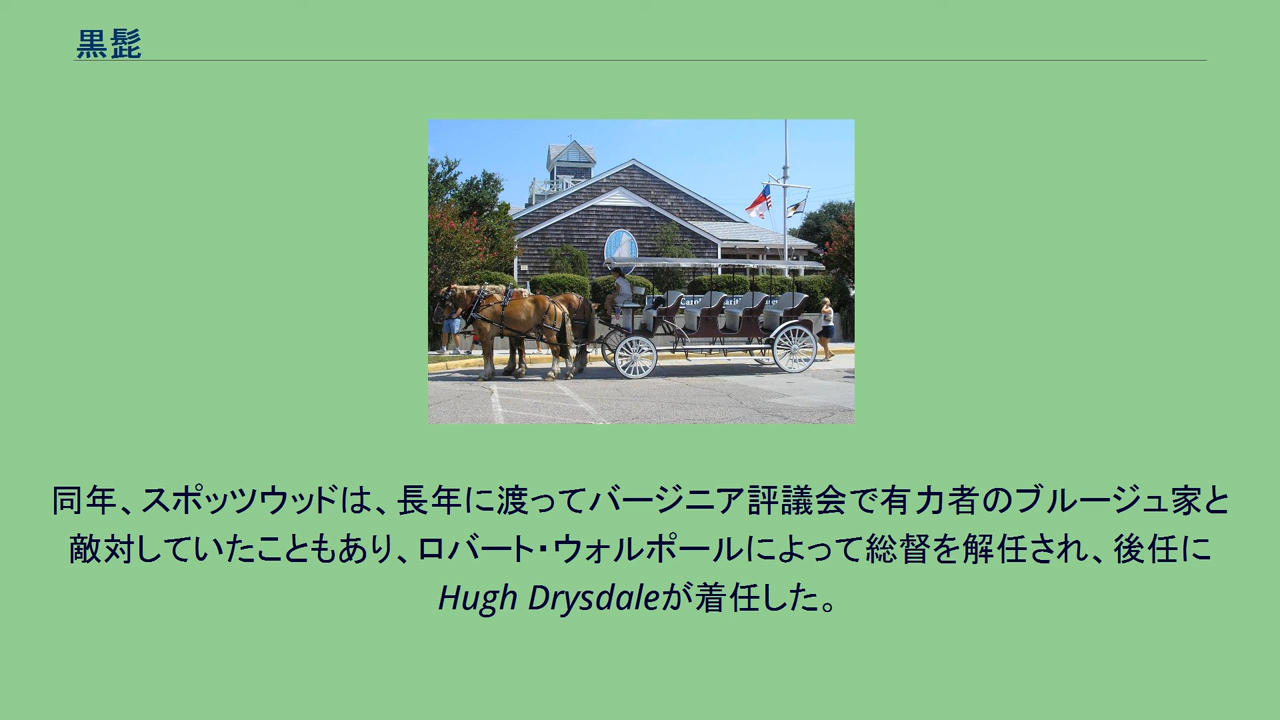 黒髭
同年、スポッツウッドは、長年に渡ってバージニア評議会で有力者のブルージュ家と
敵対していたこともあり、ロバート・ウォルポールによって総督を解任され、後任に
Hugh Drysdaleが着任した。